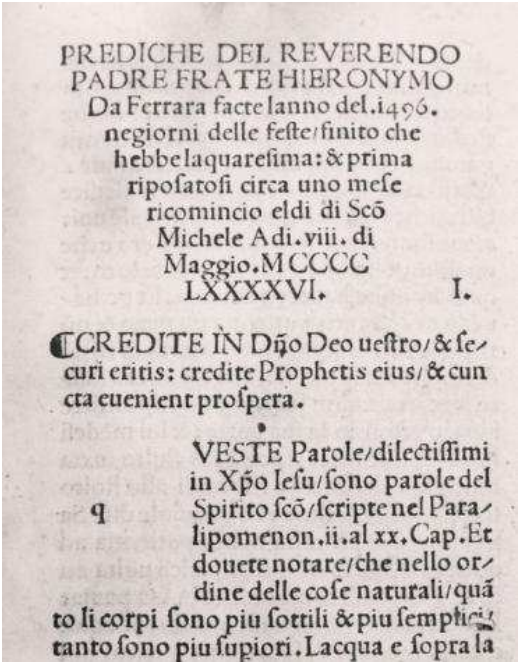 PREDICHE DEL REVERENDO
PADRE FRATE HIERONYMO
Da Ferrara facte lanno del.1496.
negiorni delle feste/finito che
hebbe laquaresima: & prima
riposatosi circa uno mese
ricomincio eldi di Scō
Michele Adi.viii.di
Maggio.MCCCC
LXXXXVI. I.
CREDITE IN Dño Deo uestro/& se⸗
curi eritis: credite Prophetis eius/& cun
cta euenient prospera.
VESTE Parole/dilectissimi
in Xp̄o Iesu/sono parole del
q Spirito scō/scripte nel Para⸗
lipomenon.ii.al xx.Cap.Et
douete notare/che nello or⸗
dine delle cose naturali/quā
to li corpi sono piu sottili & piu semplici⸗
tanto sono piu supiori.Lacqua e sopra la